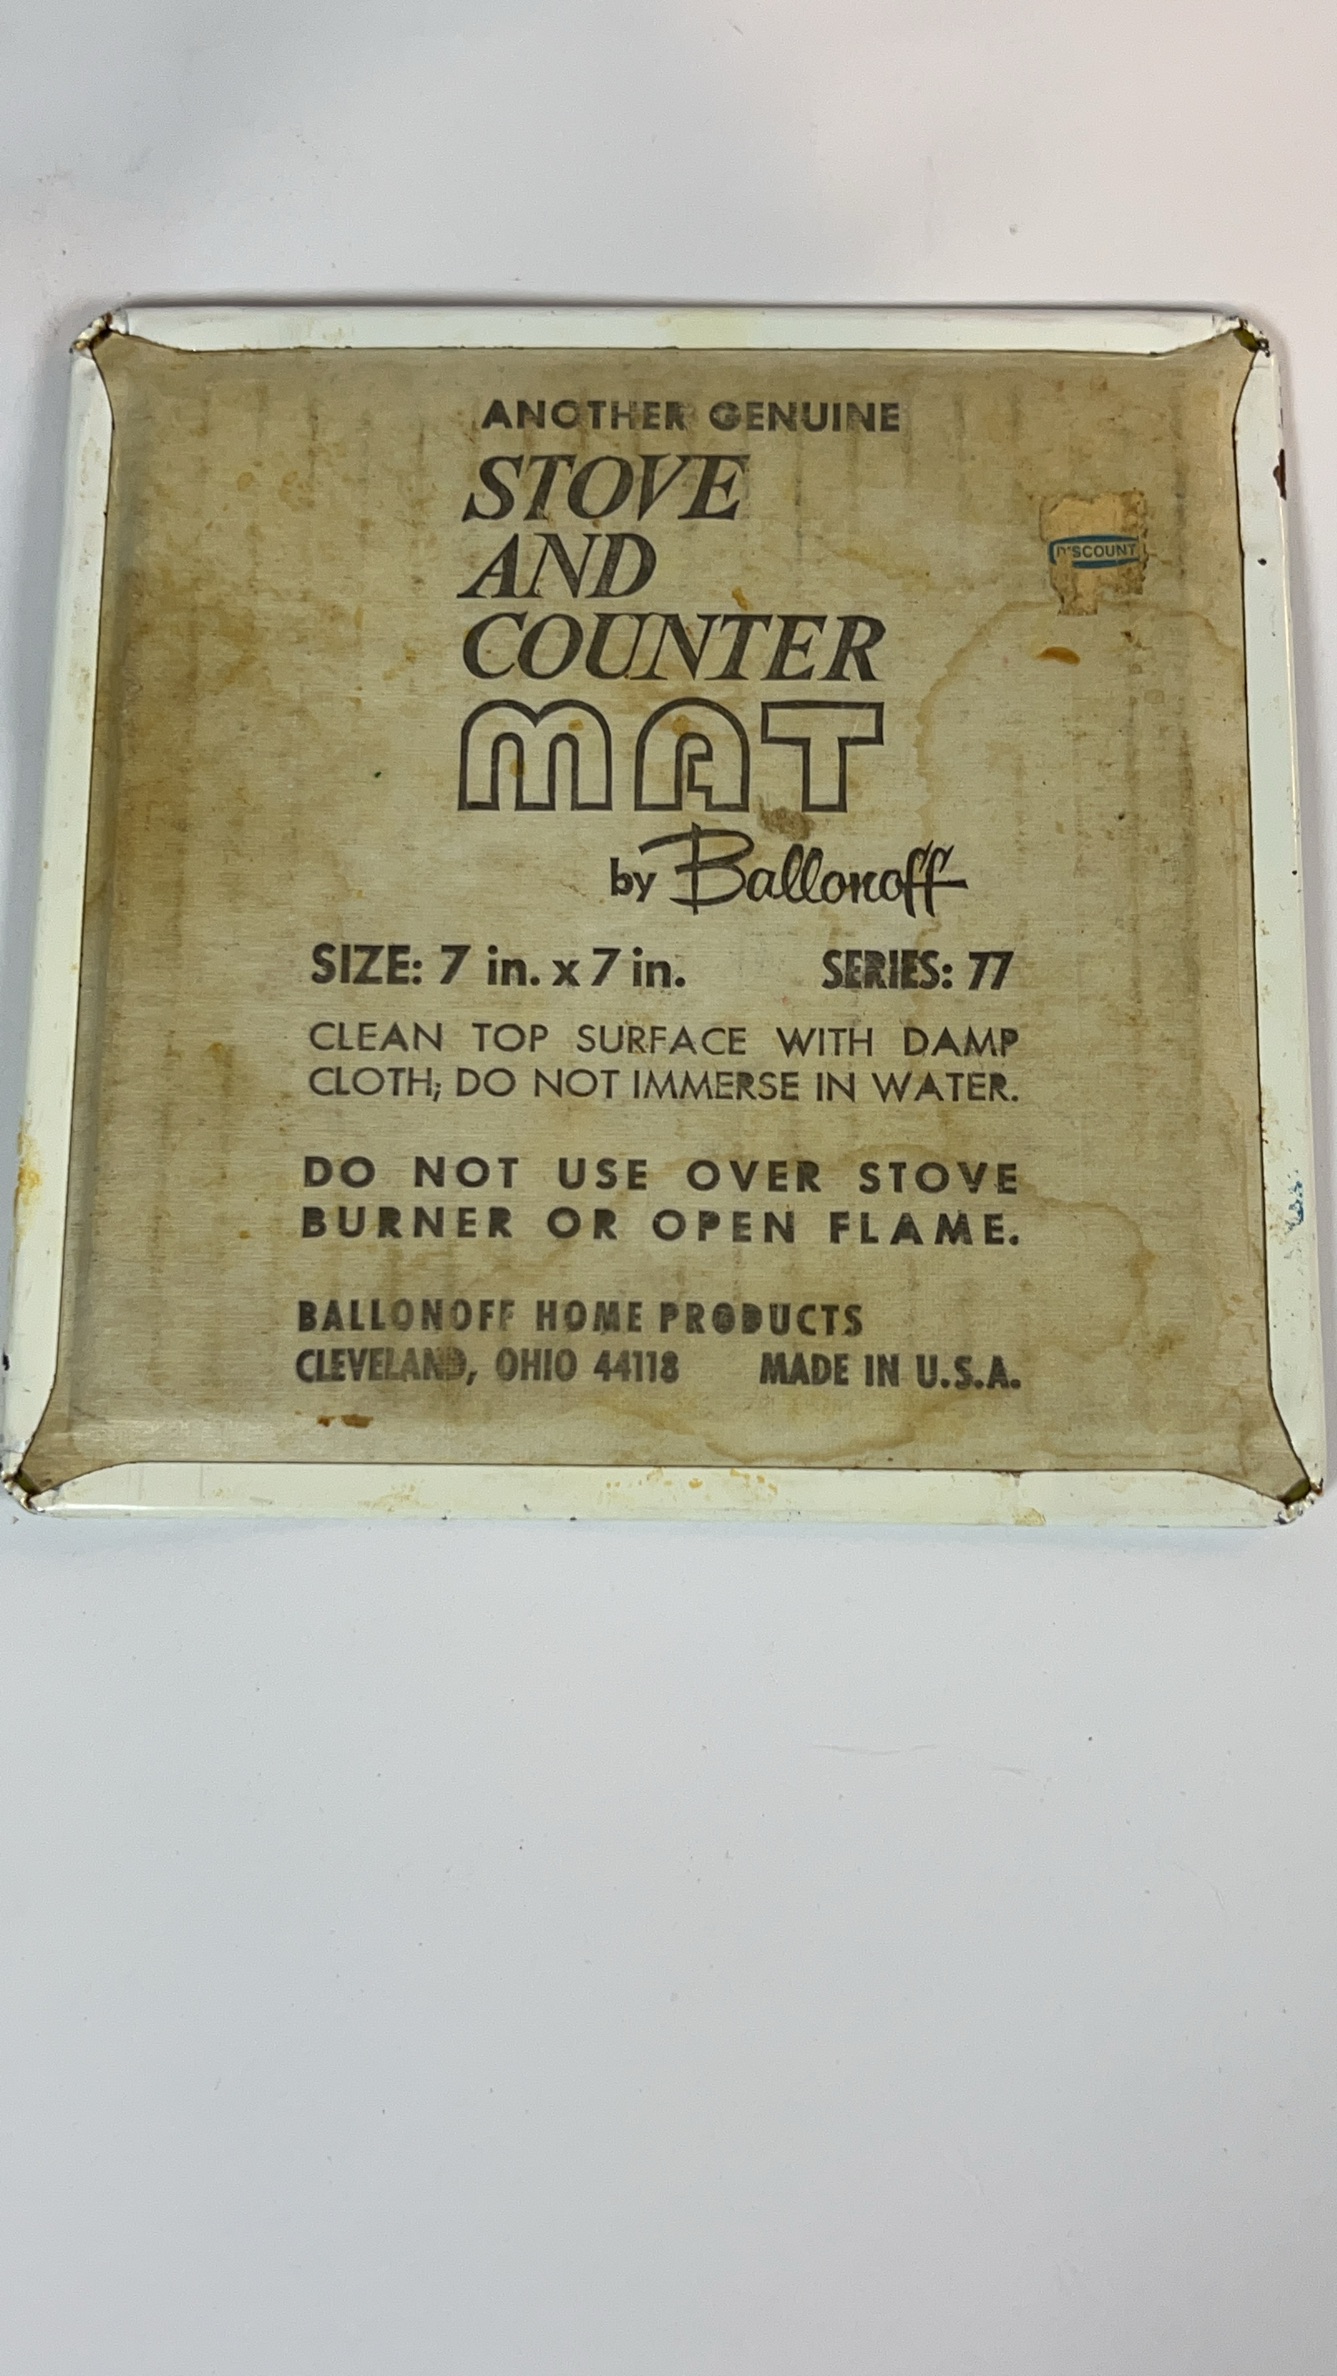 ANOTHER GENUINE
STOVE
AND
COUNTER
MAT
by Ballonoff
SIZE: 7 in. x 7 in. SERIES: 77
CLEAN TOP SURFACE WITH DAMP
CLOTH; DO NOT IMMERSE IN WATER.
DO NOT USE OVER STOVE
BURNER OR OPEN FLAME.
BALLONOFF HOME PRODUCTS
CLEVELAND, OHIO 44118 MADE IN U.S.A.
DISCOUNT